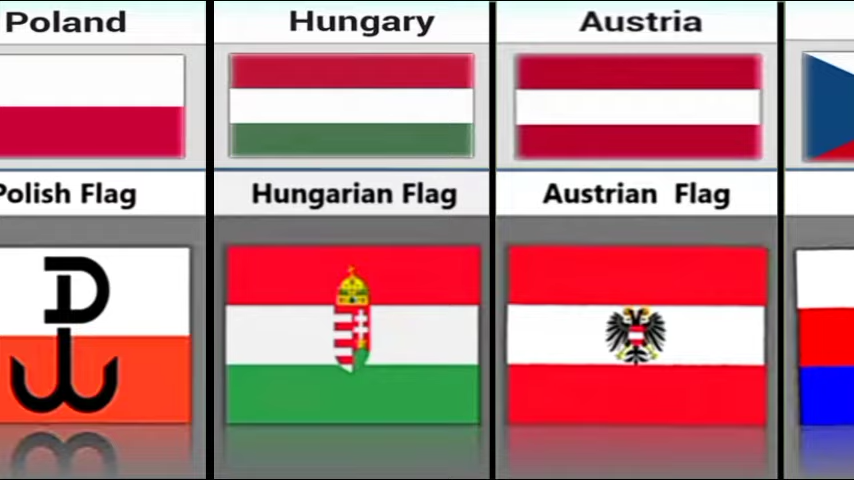 Poland
Hungary
Austria
Polish Flag
Hungarian Flag
Austrian Flag